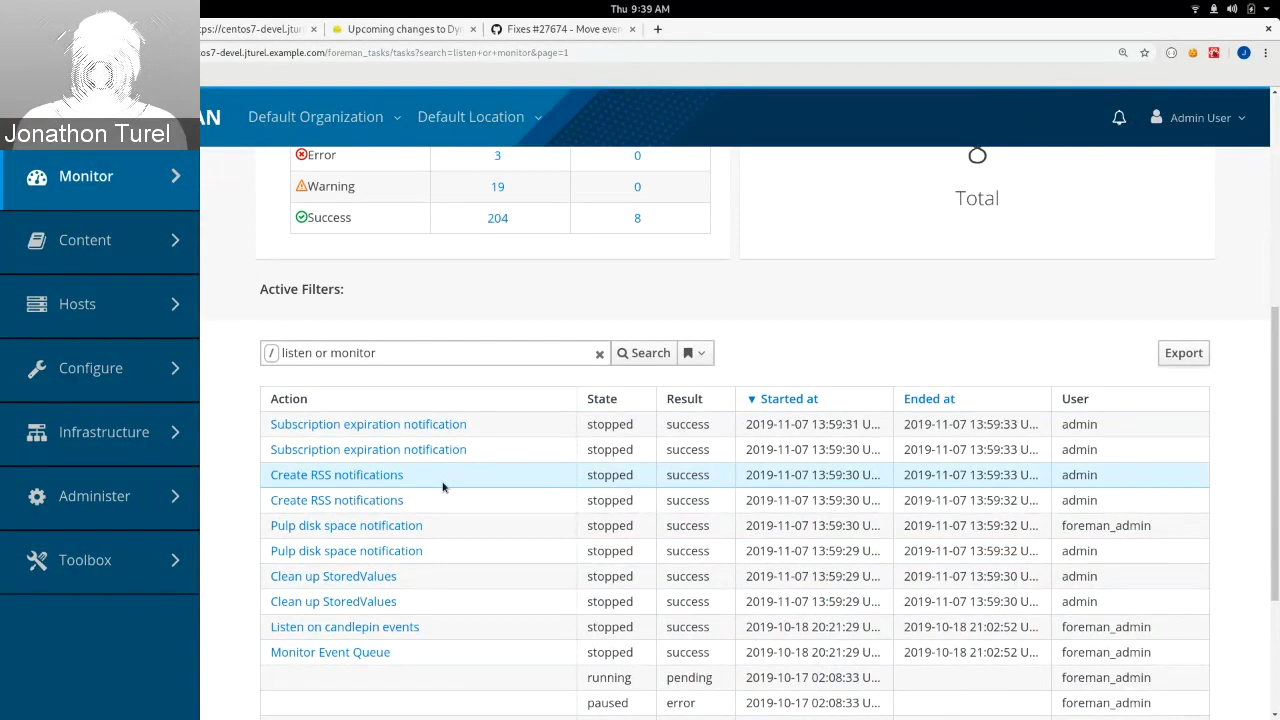 Thu 9:39 AM
ps://centos7-devel.jturel.example.com/
Upcoming changes to Dy
Fixes #27674 - Move even
os7-devel.jturel.example.com/foreman_tasks/tasks?search=listen+or+monitor&page=1
AN
Default Organization
Default Location
Admin User
Jonathon Turel
Monitor
Content
Hosts
Configure
Infrastructure
Administer
Toolbox
Error 3 0
Warning 19 0
Success 204 8
Total
Active Filters:
/ listen or monitor
Search
Export
Action State Result Started at Ended at User
Subscription expiration notification stopped success 2019-11-07 13:59:31 U... 2019-11-07 13:59:33 U... admin
Subscription expiration notification stopped success 2019-11-07 13:59:30 U... 2019-11-07 13:59:33 U... admin
Create RSS notifications stopped success 2019-11-07 13:59:30 U... 2019-11-07 13:59:33 U... admin
Create RSS notifications stopped success 2019-11-07 13:59:30 U... 2019-11-07 13:59:32 U... admin
Pulp disk space notification stopped success 2019-11-07 13:59:30 U... 2019-11-07 13:59:32 U... foreman_admin
Pulp disk space notification stopped success 2019-11-07 13:59:29 U... 2019-11-07 13:59:32 U... admin
Clean up StoredValues stopped success 2019-11-07 13:59:29 U... 2019-11-07 13:59:30 U... admin
Clean up StoredValues stopped success 2019-11-07 13:59:29 U... 2019-11-07 13:59:30 U... admin
Listen on candlepin events stopped success 2019-10-18 20:21:29 U... 2019-10-18 21:02:52 U... foreman_admin
Monitor Event Queue stopped success 2019-10-18 20:21:29 U... 2019-10-18 21:02:52 U... foreman_admin
running pending 2019-10-17 02:08:33 U... foreman_admin
paused error 2019-10-17 02:08:33 U... foreman_admin